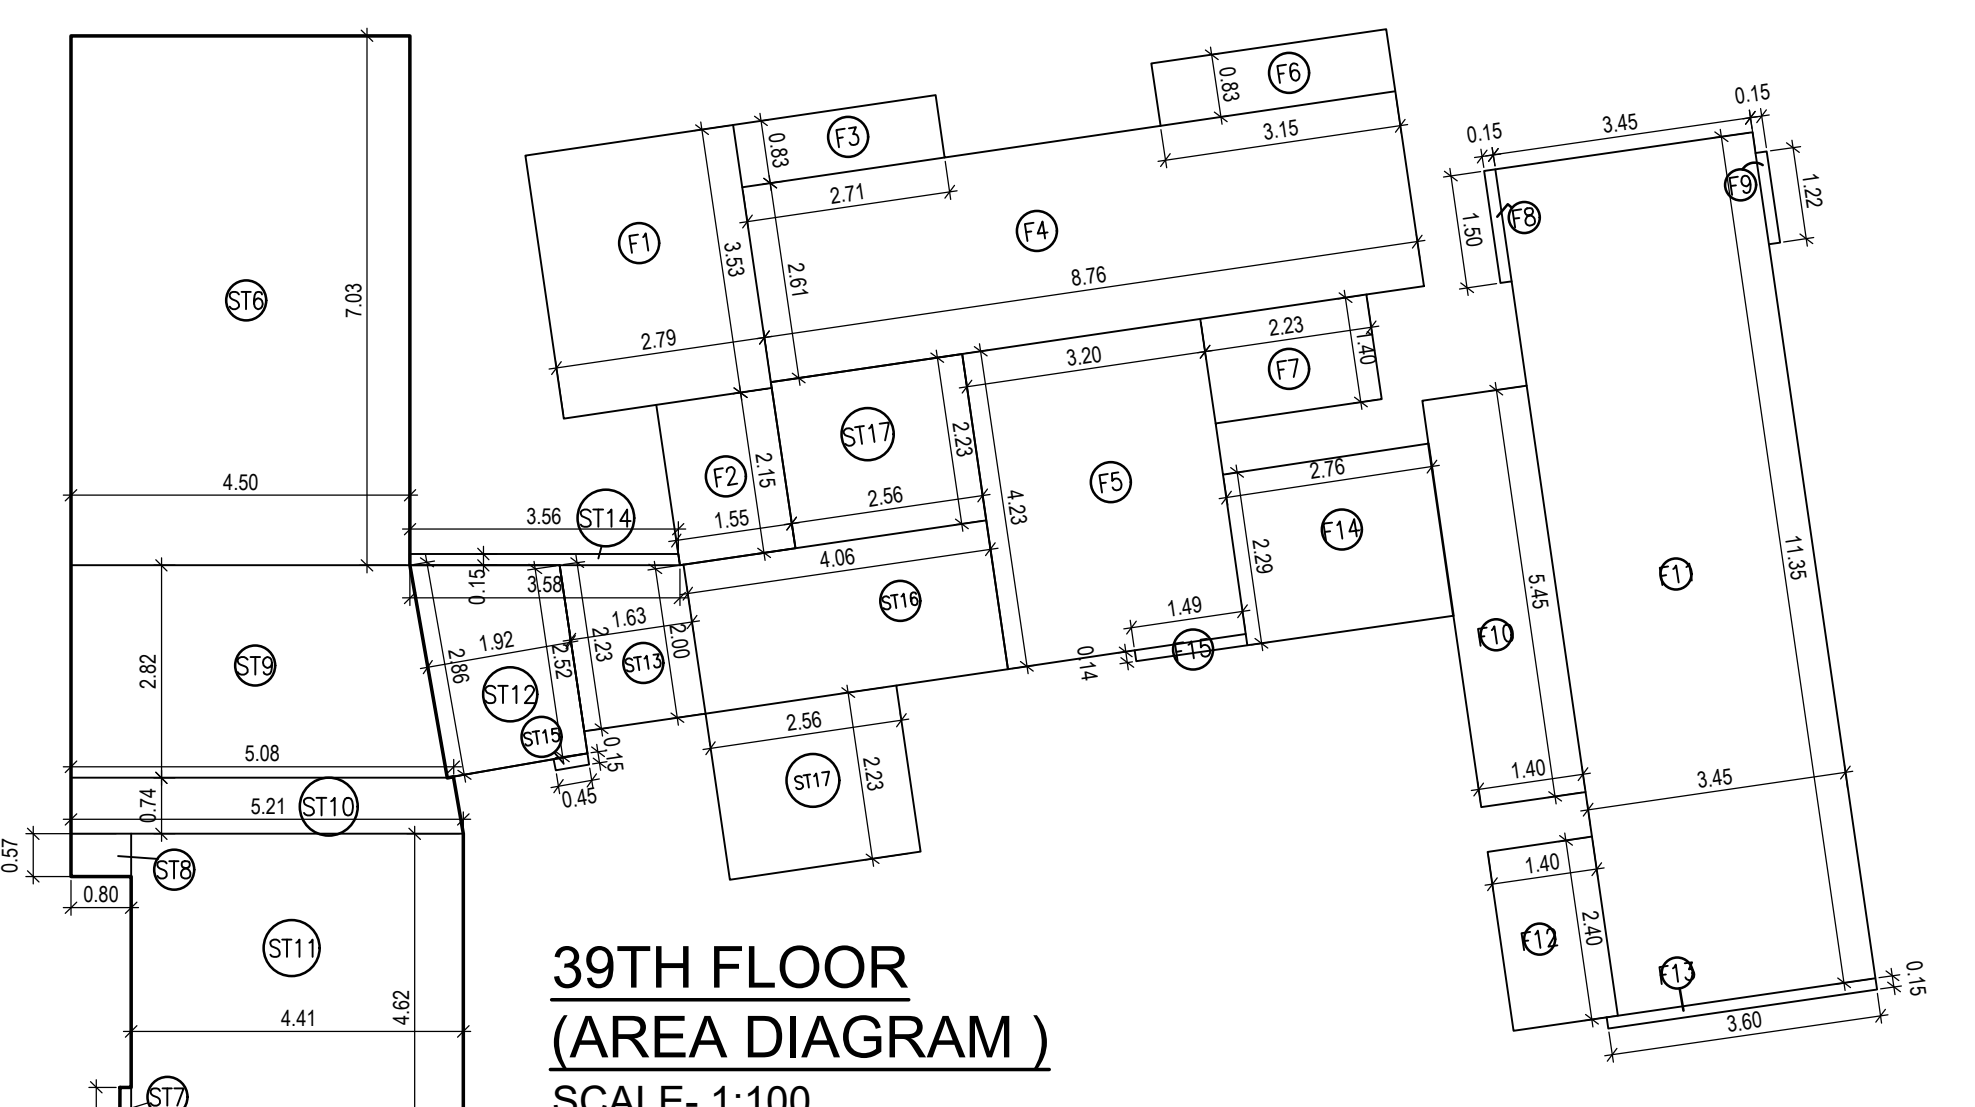 0.83
F6
3.15
0.15
3.45
0.15
F3
0.83
2.71
F9
1.22
F8
1.50
F1
3.53
F4
2.61
8.76
ST6
7.03
2.79
3.20
2.23
1.40
F7
ST17
2.23
F5
4.23
2.76
F14
2.29
F2
2.15
2.56
1.55
4.50
3.56
ST14
0.15
3.58
4.06
ST16
11.35
F11
5.45
F10
1.49
F15
0.14
1.92
1.63
2.00
2.23
2.52
2.86
ST13
ST12
ST15
0.15
0.45
ST9
2.82
5.08
0.74
5.21
ST10
2.56
ST17
2.23
1.40
3.45
0.57
ST8
0.80
1.40
2.40
F12
ST11
4.62
4.41
F13
0.15
3.60
ST7
39TH FLOOR
(AREA DIAGRAM )
SCALE- 1:100